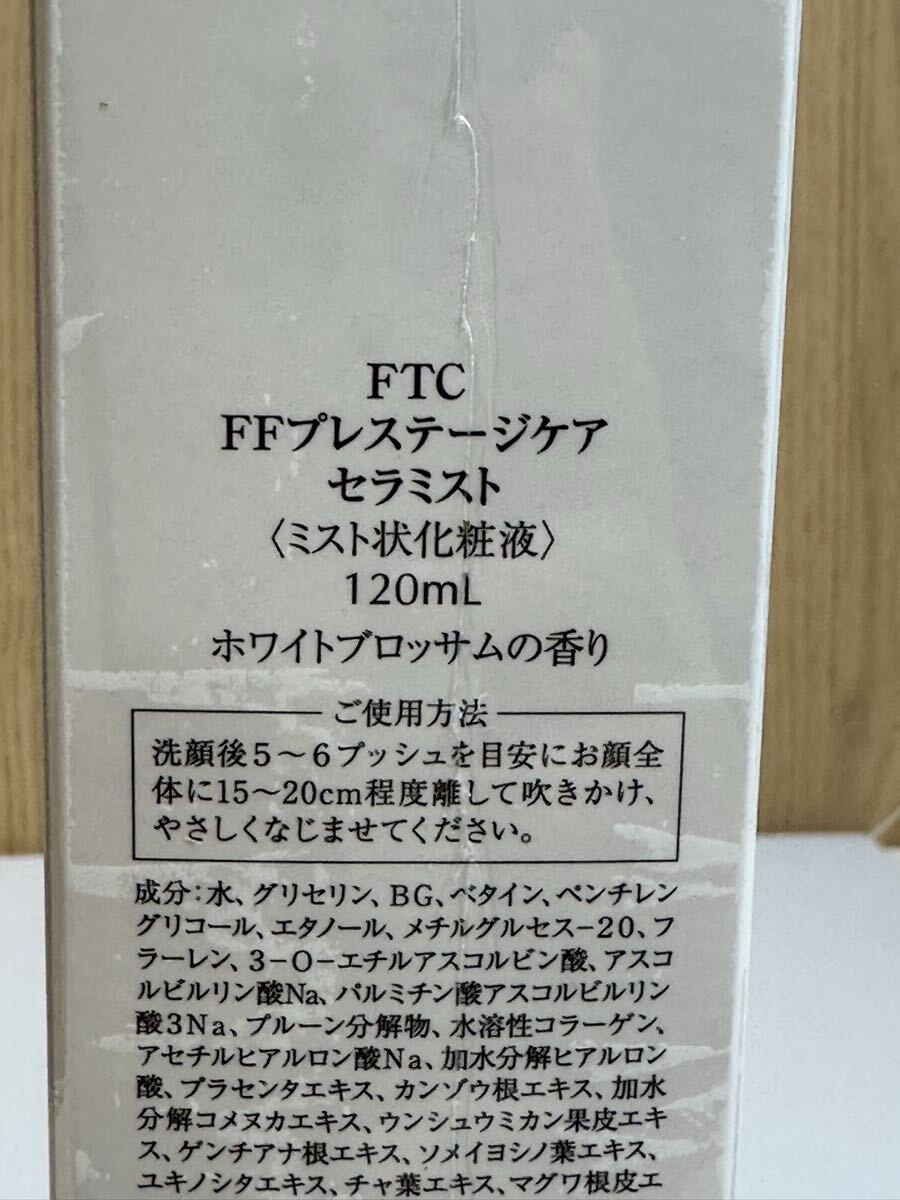 FTC
FFプレステージケア
セラミスト
〈ミスト状化粧液〉
120mL
ホワイトブロッサムの香り
ご使用方法
洗顔後5〜6プッシュを目安にお顔全
体に15〜20cm程度離して吹きかけ、
やさしくなじませてください。
成分：水、グリセリン、BG、ベタイン、ペンチレン
グリコール、エタノール、メチルグルセス-20、フ
ラーレン、3-O-エチルアスコルビン酸、アスコ
ルビルリン酸Na、パルミチン酸アスコルビルリン
酸3Na、プルーン分解物、水溶性コラーゲン、
アセチルヒアルロン酸Na、加水分解ヒアルロン
酸、プラセンタエキス、カンゾウ根エキス、加水
分解コメヌカエキス、ウンシュウミカン果皮エキ
ス、ゲンチアナ根エキス、ソメイヨシノ葉エキス、
ユキノシタエキス、チャ葉エキス、マグワ根皮エ